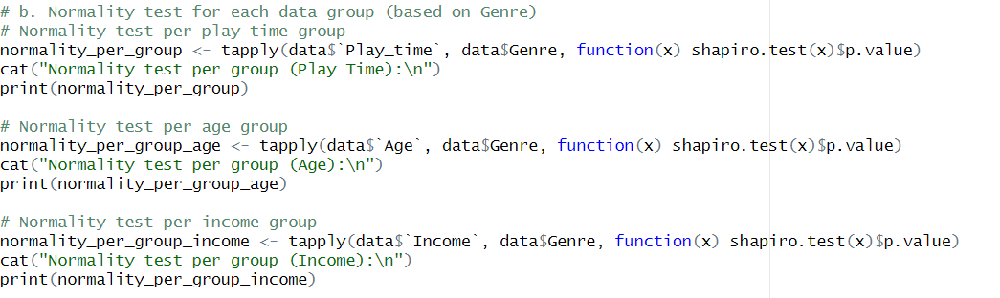 # b. Normality test for each data group (based on Genre)
# Normality test per play time group
normality_per_group <- tapply(data$`Play_time`, data$Genre, function(x) shapiro.test(x)$p.value)
cat("Normality test per group (Play Time):\n")
print(normality_per_group)

# Normality test per age group
normality_per_group_age <- tapply(data$`Age`, data$Genre, function(x) shapiro.test(x)$p.value)
cat("Normality test per group (Age):\n")
print(normality_per_group_age)

# Normality test per income group
normality_per_group_income <- tapply(data$`Income`, data$Genre, function(x) shapiro.test(x)$p.value)
cat("Normality test per group (Income):\n")
print(normality_per_group_income)